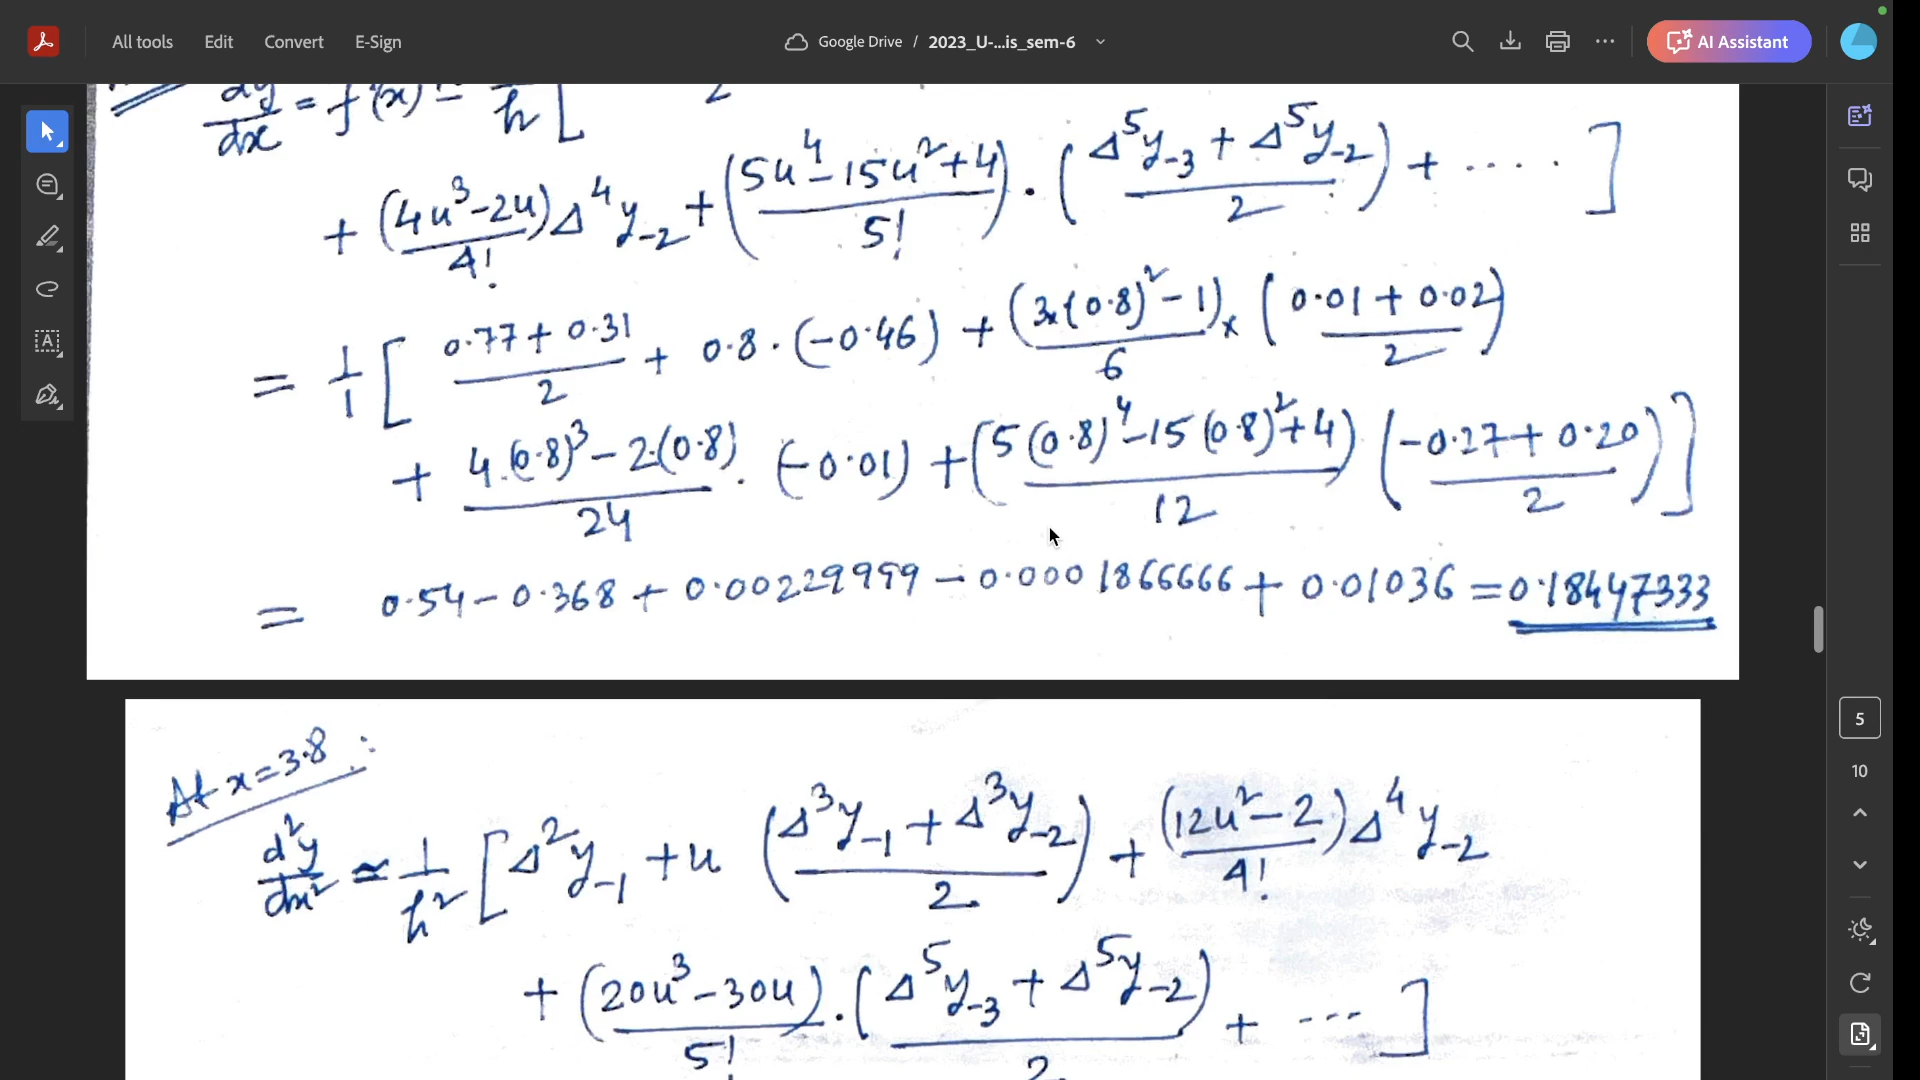 All tools Edit Convert E-Sign Google Drive / 2023_U-...is_sem-6 AI Assistant
dy/dx = f'(x) = 1/h [
+ (4u³-2u)/4! Δ⁴y₋₂ + (5u⁴-15u²+4)/5! · (Δ⁵y₋₃ + Δ⁵y₋₂)/2 + ....]
= 1/1 [ (0.77 + 0.31)/2 + 0.8 · (-0.46) + (3×(0.8)² - 1)/6 × (0.01 + 0.02)/2
+ (4.(0.8)³ - 2.(0.8))/24 · (-0.01) + (5(0.8)⁴ - 15(0.8)² + 4)/12 (-0.27 + 0.20)/2 ]
= 0.54 - 0.368 + 0.00229999 - 0.0001866666 + 0.01036 = 0.18447333
At x = 3.8 :
d²y/dx² ≃ 1/h² [ Δ²y₋₁ + u (Δ³y₋₁ + Δ³y₋₂)/2 + (12u² - 2)/4! Δ⁴y₋₂
+ (20u³ - 30u)/5! · (Δ⁵y₋₃ + Δ⁵y₋₂)/2 + --- ]
5
10